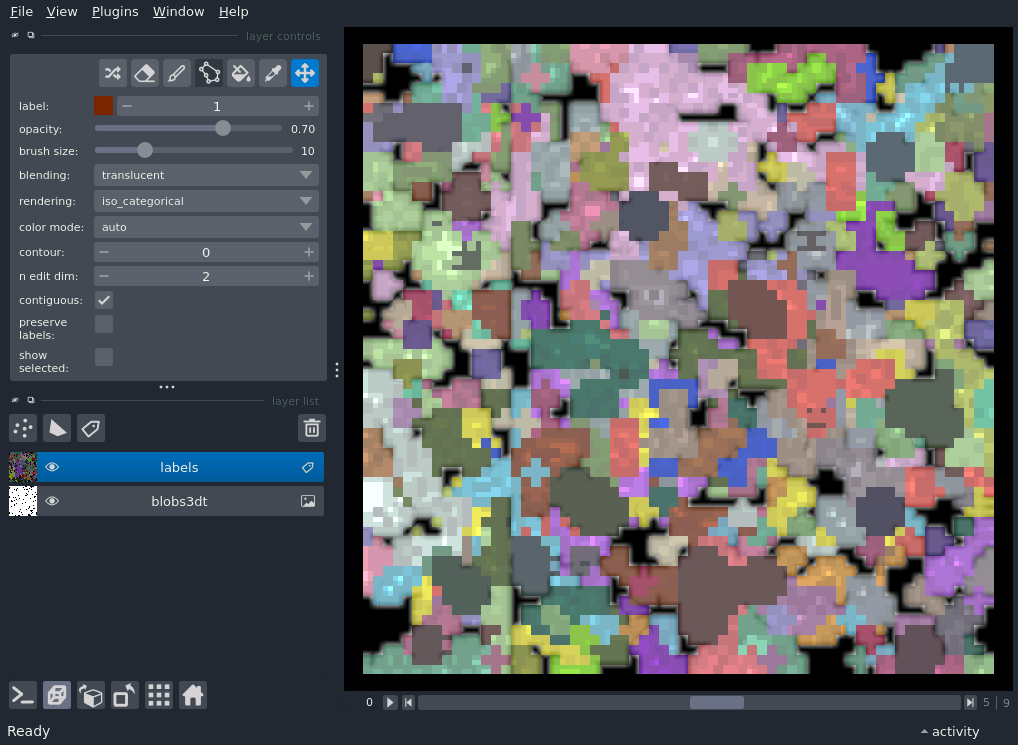 File View Plugins Window Help
layer controls
label: 1
opacity: 0.70
brush size: 10
blending: translucent
rendering: iso_categorical
color mode: auto
contour: 0
n edit dim: 2
contiguous:
preserve
labels:
show
selected:
layer list
labels
blobs3dt
0 5 9
Ready activity